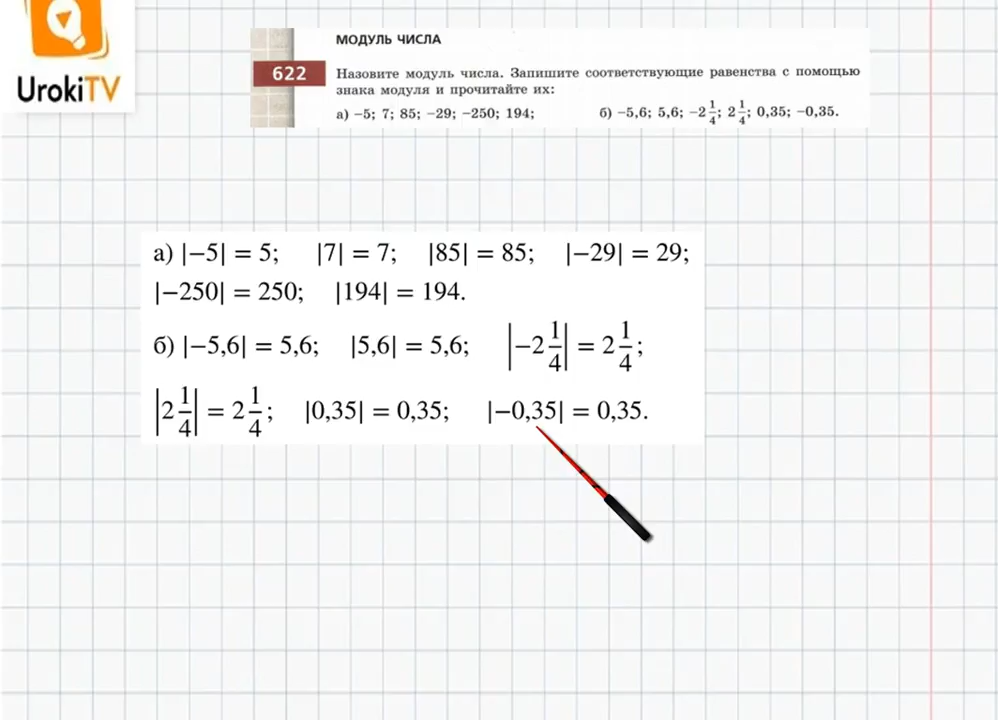 UrokiTV
МОДУЛЬ ЧИСЛА
622
Назовите модуль числа. Запишите соответствующие равенства с помощью
знака модуля и прочитайте их:
а) –5; 7; 85; –29; –250; 194; б) –5,6; 5,6; –2 1/4; 2 1/4; 0,35; –0,35.
а) |−5| = 5; |7| = 7; |85| = 85; |−29| = 29;
|−250| = 250; |194| = 194.
б) |−5,6| = 5,6; |5,6| = 5,6; |−2 1/4| = 2 1/4;
|2 1/4| = 2 1/4; |0,35| = 0,35; |−0,35| = 0,35.